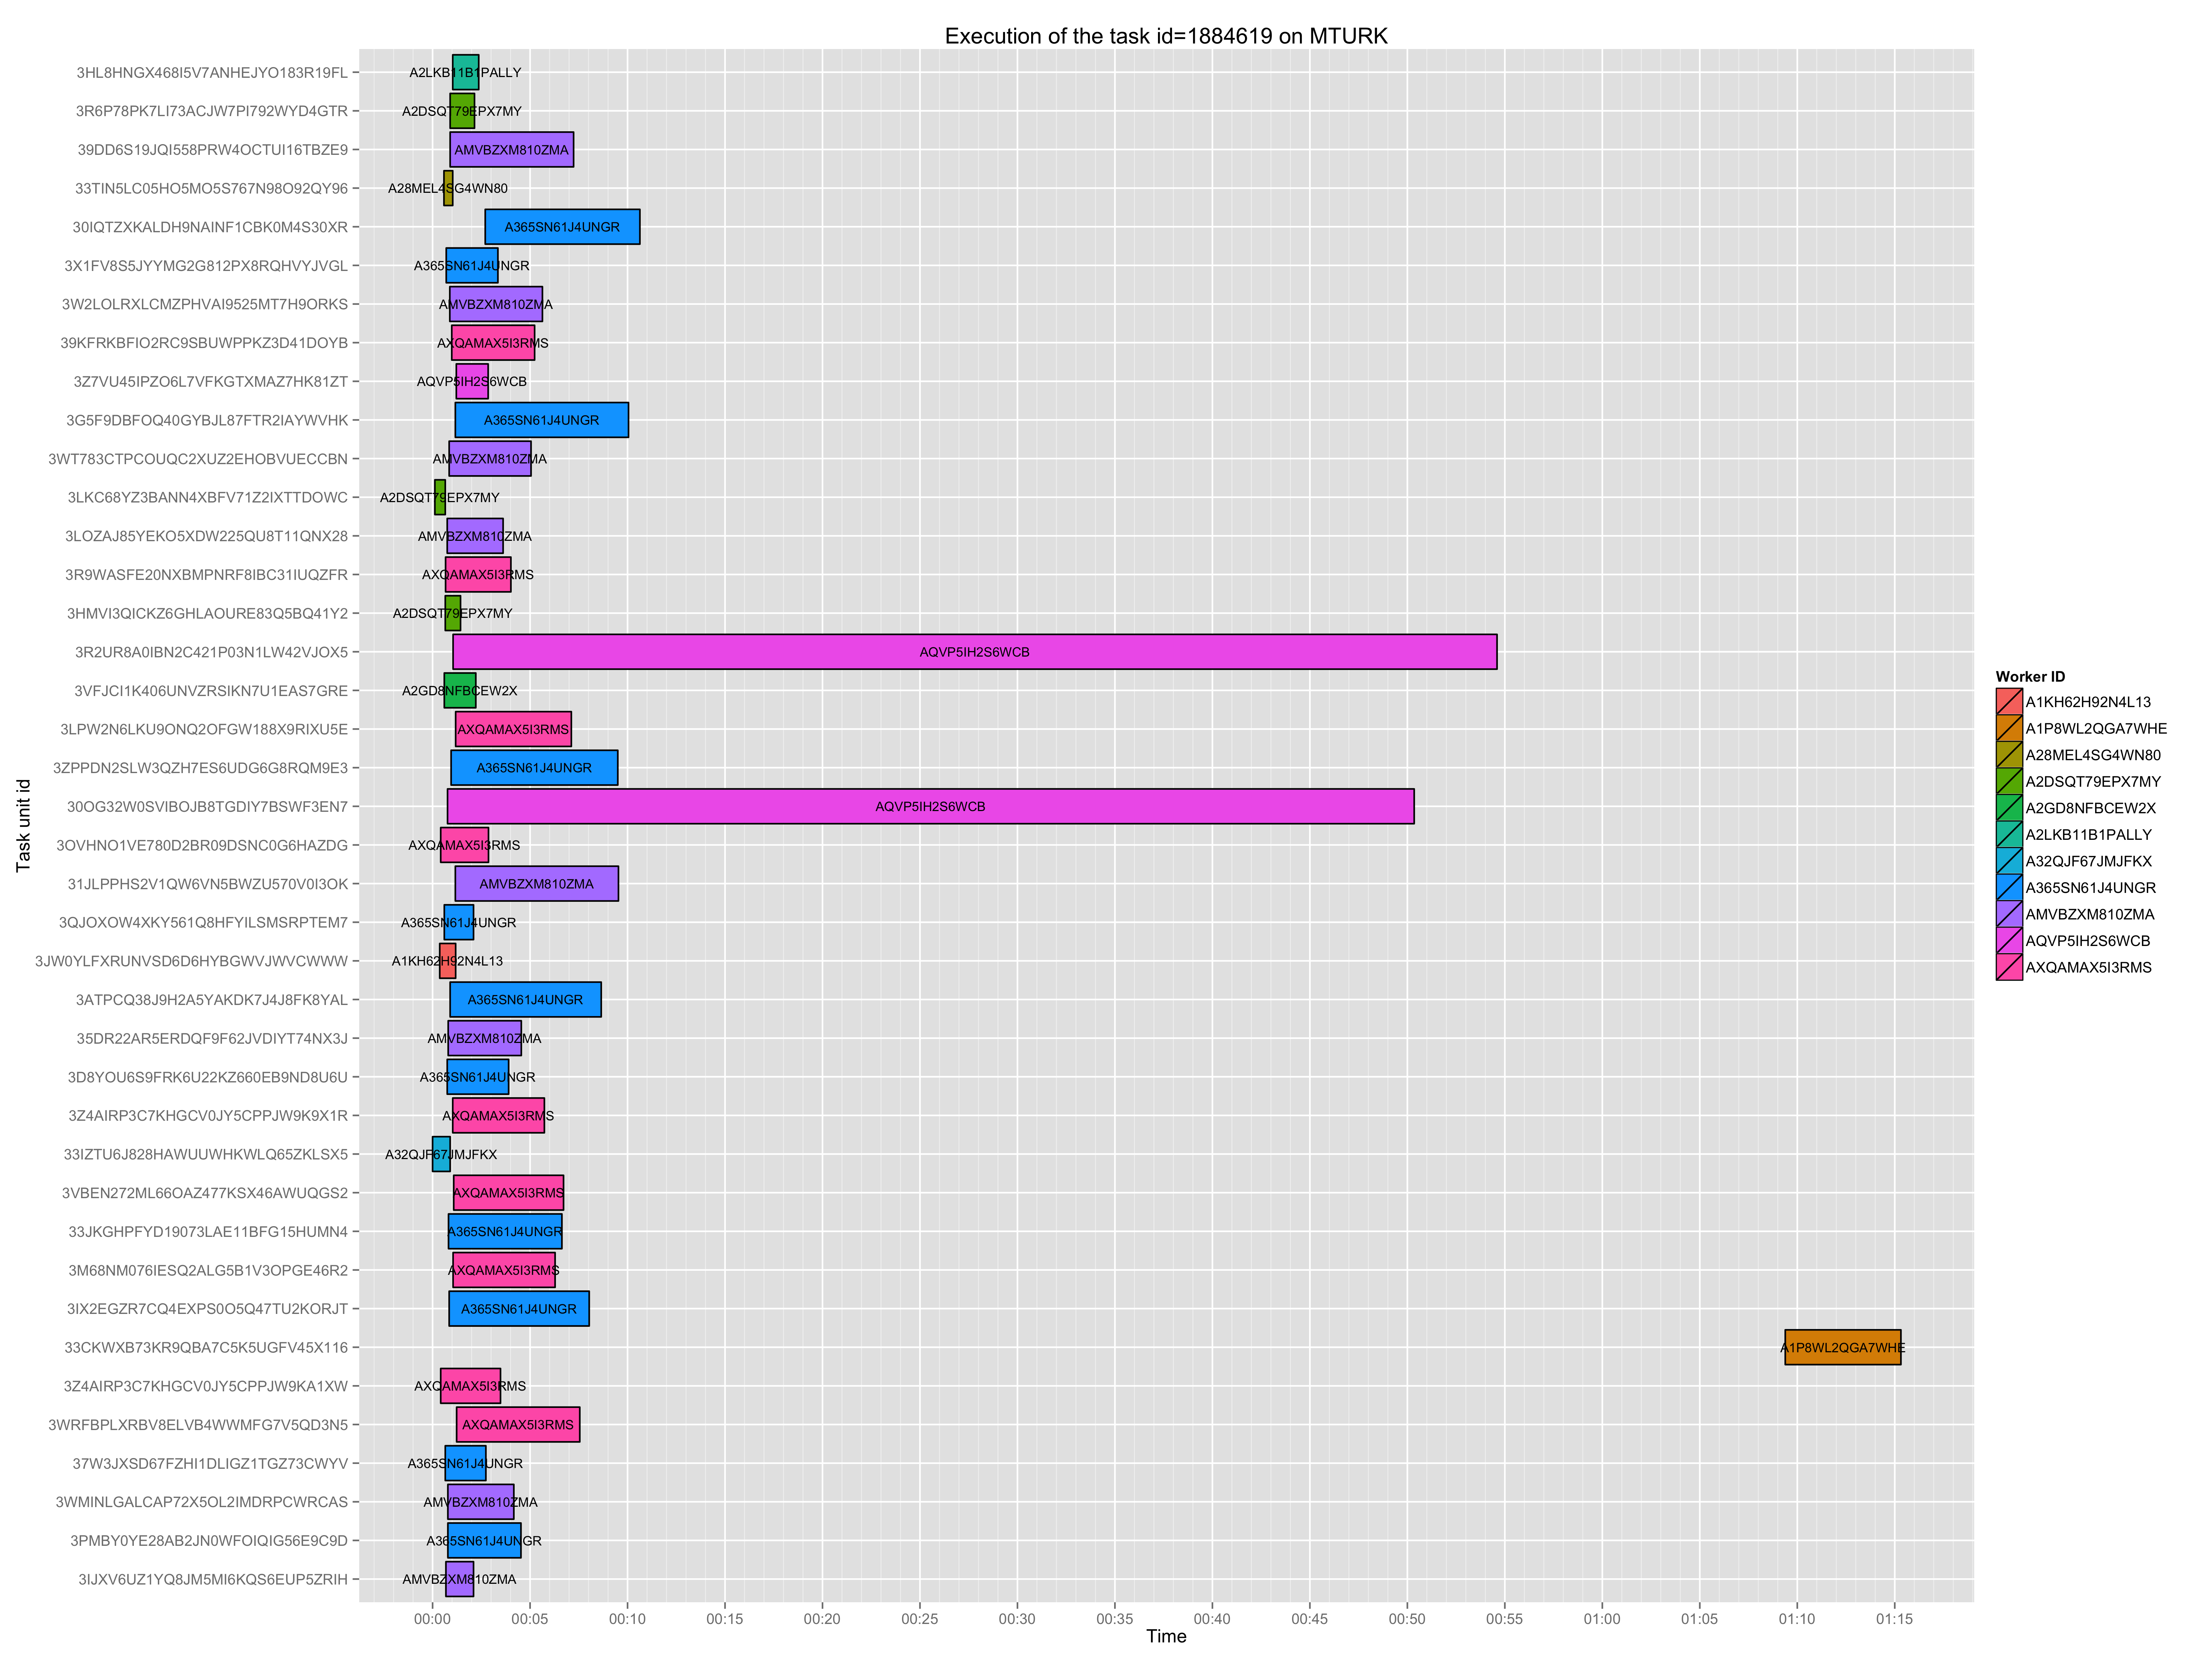 Execution of the task id=1884619 on MTURK
3HL8HNGX468I5V7ANHEJYO183R19FL A2LKB11B1PALLY
3R6P78PK7LI73ACJW7PI792WYD4GTR A2DSQT79EPX7MY
39DD6S19JQI558PRW4OCTUI16TBZE9 AMVBZXM810ZMA
33TIN5LC05HO5MO5S767N98O92QY96 A28MEL4SG4WN80
30IQTZXKALDH9NAINF1CBK0M4S30XR A365SN61J4UNGR
3X1FV8S5JYYMG2G812PX8RQHVYJVGL A365SN61J4UNGR
3W2LOLRXLCMZPHVAI9525MT7H9ORKS AMVBZXM810ZMA
39KFRKBFIO2RC9SBUWPPKZ3D41DOYB AXQAMAX5I3RMS
3Z7VU45IPZO6L7VFKGTXMAZ7HK81ZT AQVP5IH2S6WCB
3G5F9DBFOQ40GYBJL87FTR2IAYWVHK A365SN61J4UNGR
3WT783CTPCOUQC2XUZ2EHOBVUECCBN AMVBZXM810ZMA
3LKC68YZ3BANN4XBFV71Z2IXTTDOWC A2DSQT79EPX7MY
3LOZAJ85YEKO5XDW225QU8T11QNX28 AMVBZXM810ZMA
3R9WASFE20NXBMPNRF8IBC31IUQZFR AXQAMAX5I3RMS
3HMVI3QICKZ6GHLAOURE83Q5BQ41Y2 A2DSQT79EPX7MY
3R2UR8A0IBN2C421P03N1LW42VJOX5 AQVP5IH2S6WCB
3VFJCI1K406UNVZRSIKN7U1EAS7GRE A2GD8NFBCEW2X
3LPW2N6LKU9ONQ2OFGW188X9RIXU5E AXQAMAX5I3RMS
3ZPPDN2SLW3QZH7ES6UDG6G8RQM9E3 A365SN61J4UNGR
30OG32W0SVIBOJB8TGDIY7BSWF3EN7 AQVP5IH2S6WCB
3OVHNO1VE780D2BR09DSNC0G6HAZDG AXQAMAX5I3RMS
31JLPPHS2V1QW6VN5BWZU570V0I3OK AMVBZXM810ZMA
3QJOXOW4XKY561Q8HFYILSMSRPTEM7 A365SN61J4UNGR
3JW0YLFXRUNVSD6D6HYBGWVJWVCWWW A1KH62H92N4L13
3ATPCQ38J9H2A5YAKDK7J4J8FK8YAL A365SN61J4UNGR
35DR22AR5ERDQF9F62JVDIYT74NX3J AMVBZXM810ZMA
3D8YOU6S9FRK6U22KZ660EB9ND8U6U A365SN61J4UNGR
3Z4AIRP3C7KHGCV0JY5CPPJW9K9X1R AXQAMAX5I3RMS
33IZTU6J828HAWUUWHKWLQ65ZKLSX5 A32QJF67JMJFKX
3VBEN272ML66OAZ477KSX46AWUQGS2 AXQAMAX5I3RMS
33JKGHPFYD19073LAE11BFG15HUMN4 A365SN61J4UNGR
3M68NM076IESQ2ALG5B1V3OPGE46R2 AXQAMAX5I3RMS
3IX2EGZR7CQ4EXPS0O5Q47TU2KORJT A365SN61J4UNGR
33CKWXB73KR9QBA7C5K5UGFV45X116 A1P8WL2QGA7WHE
3Z4AIRP3C7KHGCV0JY5CPPJW9KA1XW AXQAMAX5I3RMS
3WRFBPLXRBV8ELVB4WWMFG7V5QD3N5 AXQAMAX5I3RMS
37W3JXSD67FZHI1DLIGZ1TGZ73CWYV A365SN61J4UNGR
3WMINLGALCAP72X5OL2IMDRPCWRCAS AMVBZXM810ZMA
3PMBY0YE28AB2JN0WFOIQIG56E9C9D A365SN61J4UNGR
3IJXV6UZ1YQ8JM5MI6KQS6EUP5ZRIH AMVBZXM810ZMA
Task unit id
00:00 00:05 00:10 00:15 00:20 00:25 00:30 00:35 00:40 00:45 00:50 00:55 01:00 01:05 01:10 01:15
Time
Worker ID
A1KH62H92N4L13
A1P8WL2QGA7WHE
A28MEL4SG4WN80
A2DSQT79EPX7MY
A2GD8NFBCEW2X
A2LKB11B1PALLY
A32QJF67JMJFKX
A365SN61J4UNGR
AMVBZXM810ZMA
AQVP5IH2S6WCB
AXQAMAX5I3RMS